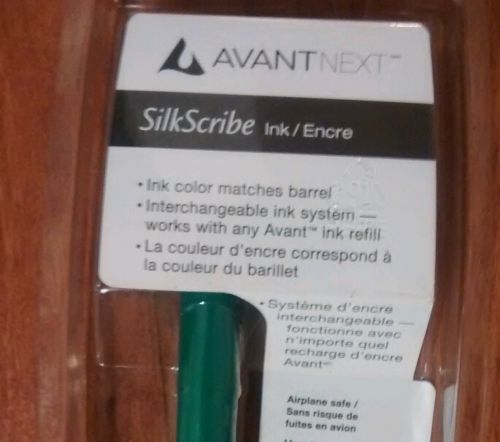 AVANTNEXT™
SilkScribe Ink / Encre
• Ink color matches barrel
• Interchangeable ink system —
works with any Avant™ ink refill
• La couleur d'encre correspond à
la couleur du barillet
• Système d'encre
interchangeable —
fonctionne avec
n'importe quel
recharge d'encre
Avant™
Airplane safe /
Sans risque de
fuites en avion